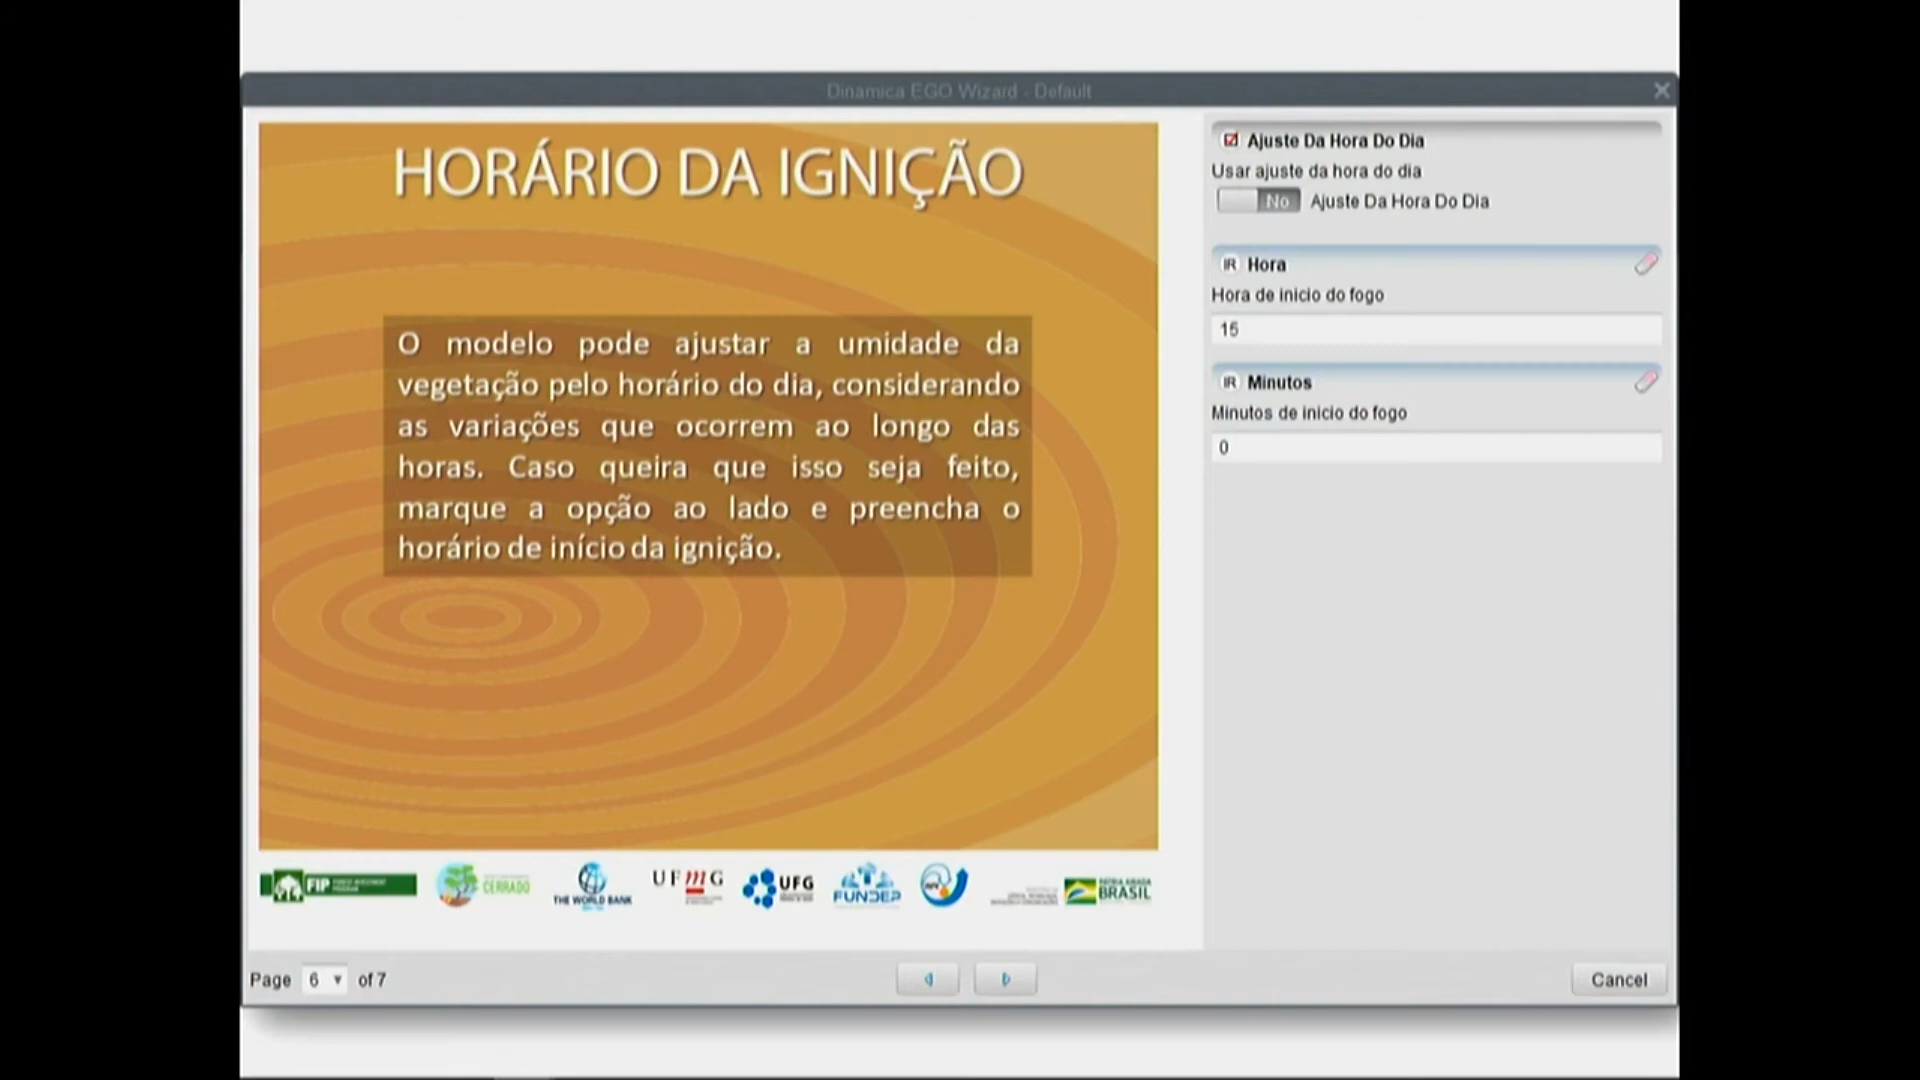 Dinamica EGO Wizard - Default
HORÁRIO DA IGNIÇÃO
O modelo pode ajustar a umidade da
vegetação pelo horário do dia, considerando
as variações que ocorrem ao longo das
horas. Caso queira que isso seja feito,
marque a opção ao lado e preencha o
horário de início da ignição.
Ajuste Da Hora Do Dia
Usar ajuste da hora do dia
No Ajuste Da Hora Do Dia
IR Hora
Hora de inicio do fogo
15
IR Minutos
Minutos de inicio do fogo
0
FIP
CERRADO
THE WORLD BANK
UFMG
UFG
FUNDEP
BRASIL
Page 6 of 7
Cancel